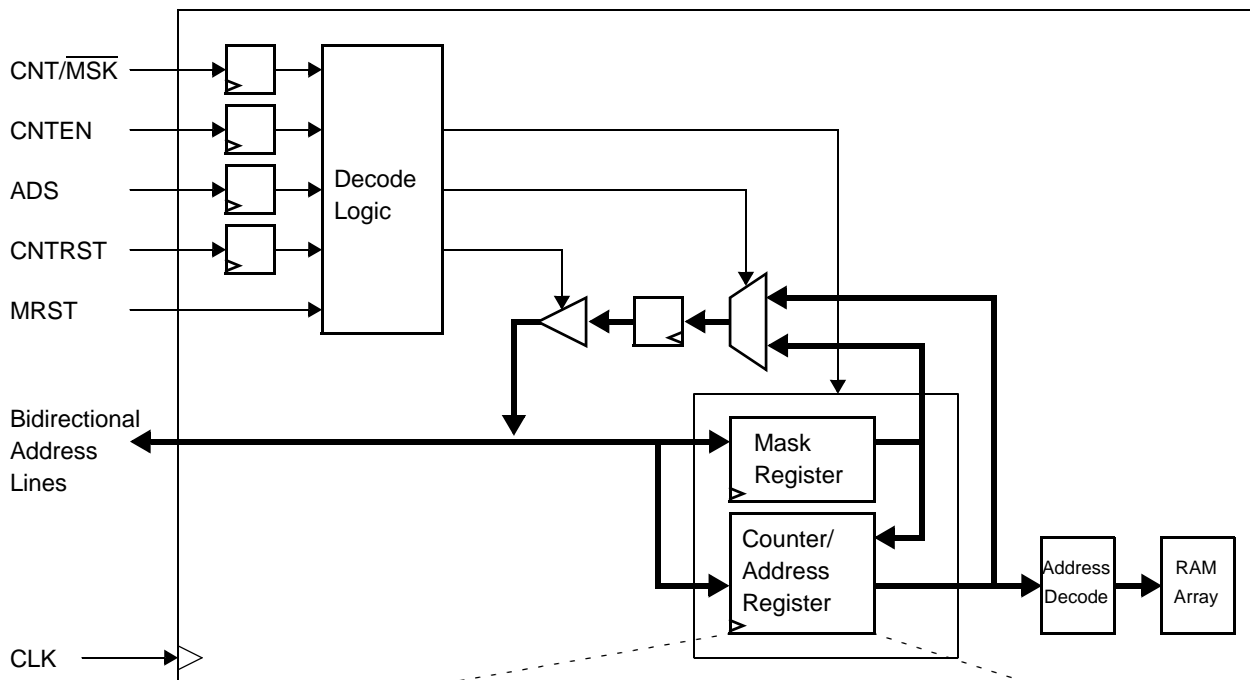 CNT/MSK
CNTEN
ADS
CNTRST
MRST
Decode
Logic
Bidirectional
Address
Lines
Mask
Register
Counter/
Address
Register
Address
Decode
RAM
Array
CLK